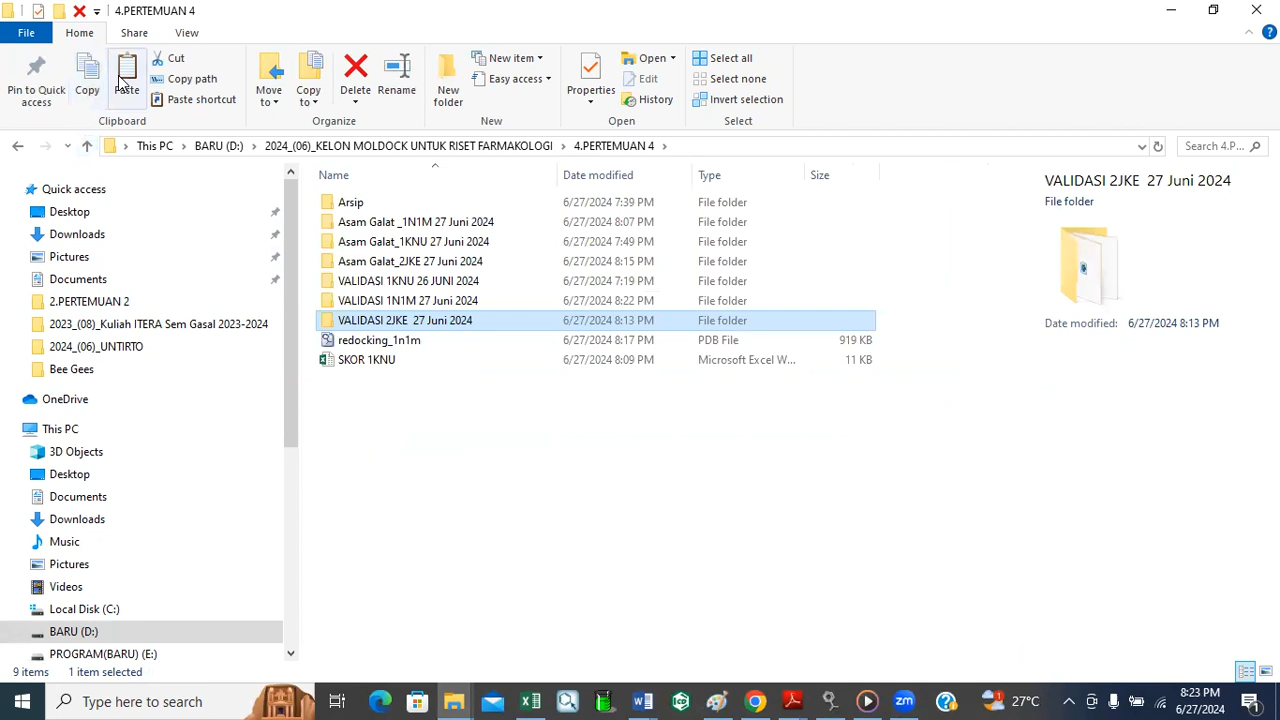 4.PERTEMUAN 4
File Home Share View
Pin to Quick access
Copy
Paste
Cut
Copy path
Paste shortcut
Move to
Copy to
Delete
Rename
New folder
New item
Easy access
Properties
Open
Edit
History
Select all
Select none
Invert selection
Clipboard Organize New Open Select
This PC BARU (D:) 2024_(06)_KELON MOLDOCK UNTUK RISET FARMAKOLOGI 4.PERTEMUAN 4
Search 4.P...
Quick access
Desktop
Downloads
Pictures
Documents
2.PERTEMUAN 2
2023_(08)_Kuliah ITERA Sem Gasal 2023-2024
2024_(06)_UNTIRTO
Bee Gees
OneDrive
This PC
3D Objects
Desktop
Documents
Downloads
Music
Pictures
Videos
Local Disk (C:)
BARU (D:)
PROGRAM(BARU) (E:)
Name Date modified Type Size
Arsip 6/27/2024 7:39 PM File folder
Asam Galat _1N1M 27 Juni 2024 6/27/2024 8:07 PM File folder
Asam Galat_1KNU 27 Juni 2024 6/27/2024 7:49 PM File folder
Asam Galat_2JKE 27 Juni 2024 6/27/2024 8:15 PM File folder
VALIDASI 1KNU 26 JUNI 2024 6/27/2024 7:19 PM File folder
VALIDASI 1N1M 27 Juni 2024 6/27/2024 8:22 PM File folder
VALIDASI 2JKE 27 Juni 2024 6/27/2024 8:13 PM File folder
redocking_1n1m 6/27/2024 8:17 PM PDB File 919 KB
SKOR 1KNU 6/27/2024 8:09 PM Microsoft Excel W... 11 KB
VALIDASI 2JKE 27 Juni 2024
File folder
Date modified: 6/27/2024 8:13 PM
9 items 1 item selected
Type here to search
27°C
8:23 PM
6/27/2024